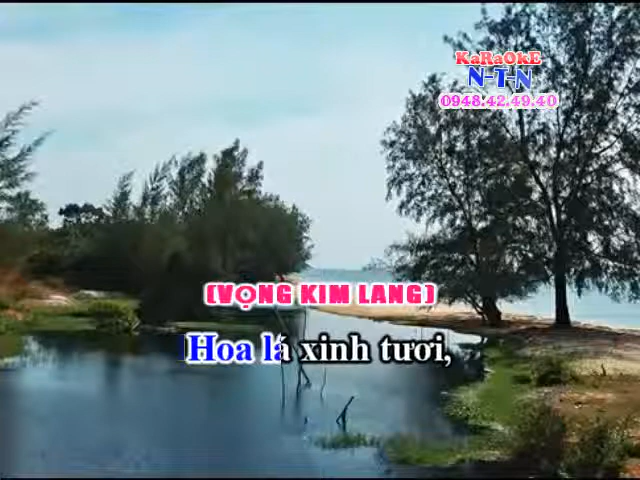 KaRaOkE
N-T-N
0948.42.49.40
(VỌNG KIM LANG)
Hoa lá xinh tươi,